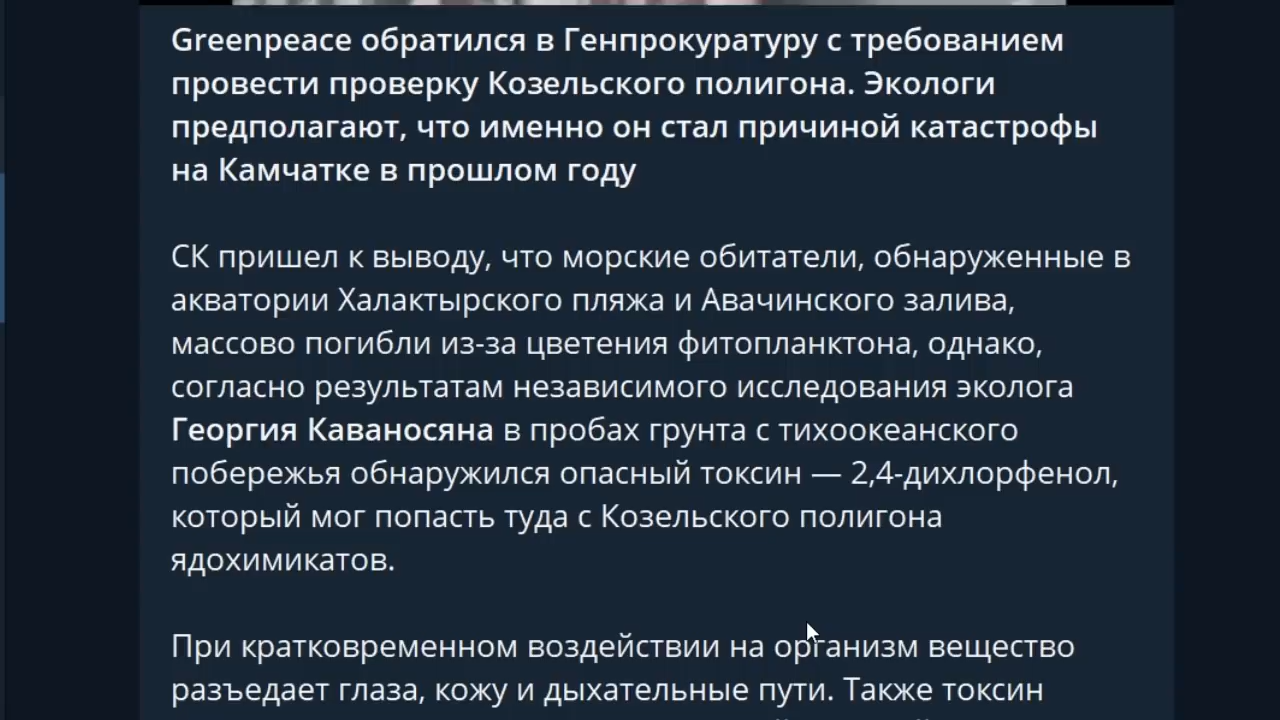 Greenpeace обратился в Генпрокуратуру с требованием
провести проверку Козельского полигона. Экологи
предполагают, что именно он стал причиной катастрофы
на Камчатке в прошлом году
СК пришел к выводу, что морские обитатели, обнаруженные в
акватории Халактырского пляжа и Авачинского залива,
массово погибли из-за цветения фитопланктона, однако,
согласно результатам независимого исследования эколога
Георгия Каваносяна в пробах грунта с тихоокеанского
побережья обнаружился опасный токсин — 2,4-дихлорфенол,
который мог попасть туда с Козельского полигона
ядохимикатов.
При кратковременном воздействии на организм вещество
разъедает глаза, кожу и дыхательные пути. Также токсин